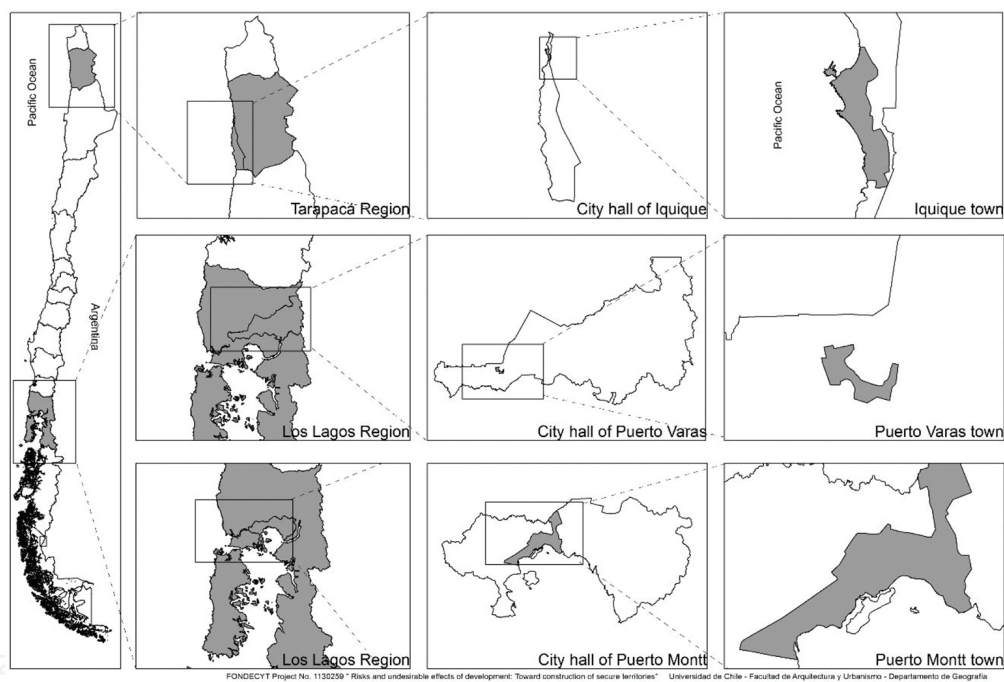 Pacific Ocean
Argentina
Tarapacá Region
City hall of Iquique
Pacific Ocean
Iquique town
Los Lagos Region
City hall of Puerto Varas
Puerto Varas town
Los Lagos Region
City hall of Puerto Montt
Puerto Montt town
FONDECYT Project No. 1130259 " Risks and undesirable effects of development: Toward construction of secure territories" Universidad de Chile - Facultad de Arquitectura y Urbanismo - Departamento de Geografía